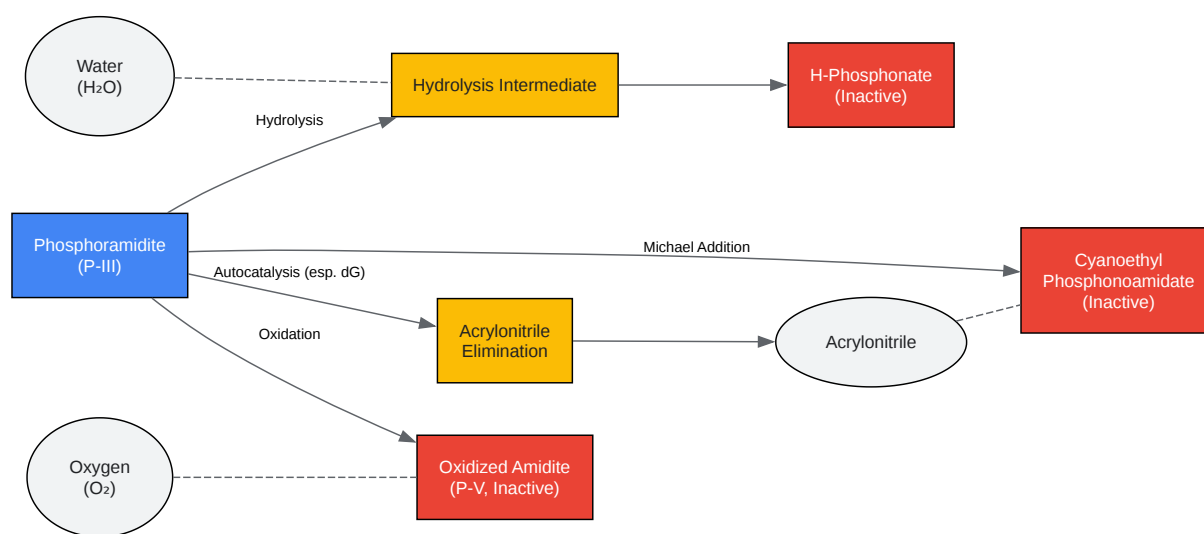 Water
(H₂O)
Hydrolysis Intermediate
H-Phosphonate
(Inactive)
Hydrolysis
Phosphoramidite
(P-III)
Michael Addition
Autocatalysis (esp. dG)
Cyanoethyl
Phosphonoamidate
(Inactive)
Oxidation
Acrylonitrile
Elimination
Acrylonitrile
Oxygen
(O₂)
Oxidized Amidite
(P-V, Inactive)